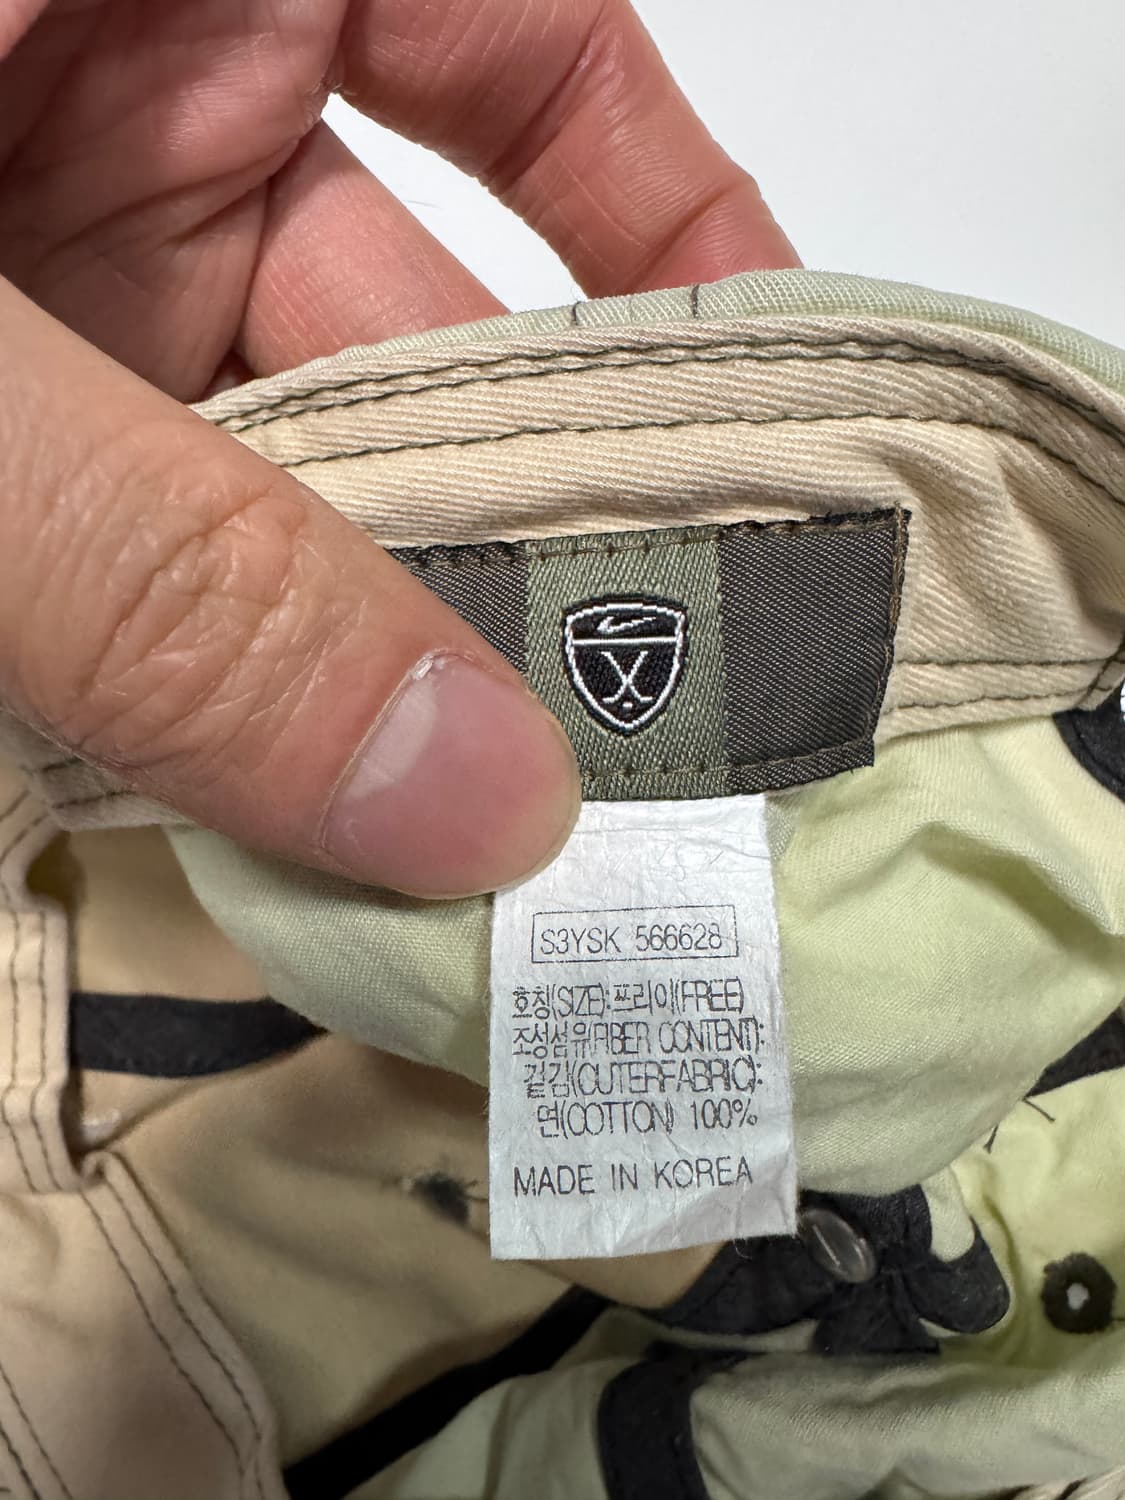 S3YSK 566628
호칭(SIZE):프리이(FREE)
조성섬유(FIBER CONTENT):
겉감(OUTERFABRIC):
면(COTTON) 100%
MADE IN KOREA